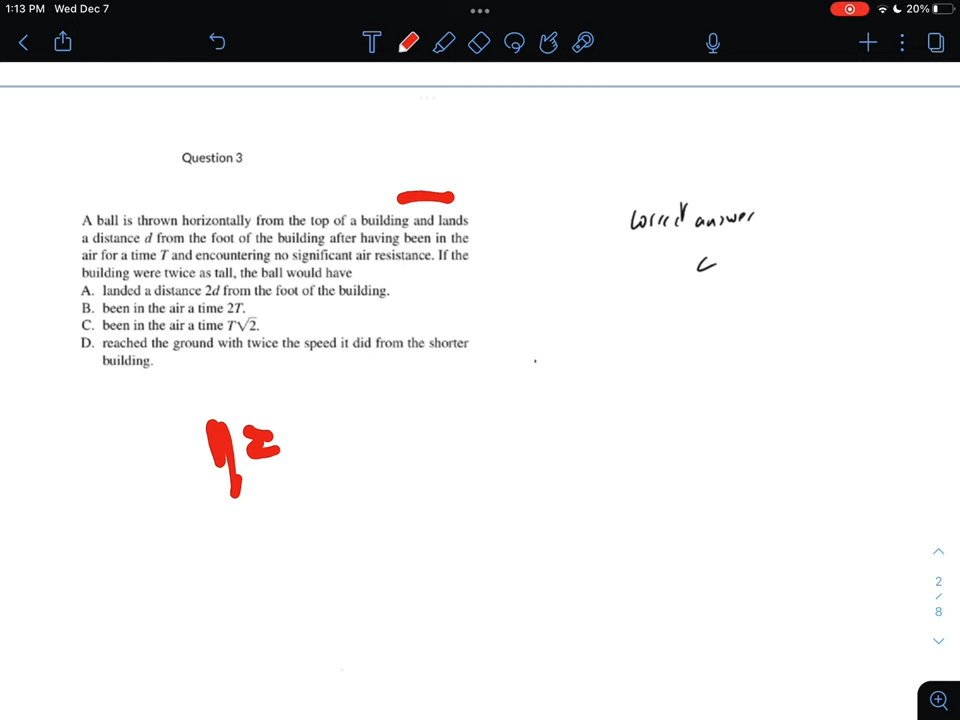 1:13 PM Wed Dec 7
20%
Question 3
A ball is thrown horizontally from the top of a building and lands
a distance d from the foot of the building after having been in the
air for a time T and encountering no significant air resistance. If the
building were twice as tall, the ball would have
A. landed a distance 2d from the foot of the building.
B. been in the air a time 2T.
C. been in the air a time T√2.
D. reached the ground with twice the speed it did from the shorter
building.
correct answer
C
y=
2
/
8